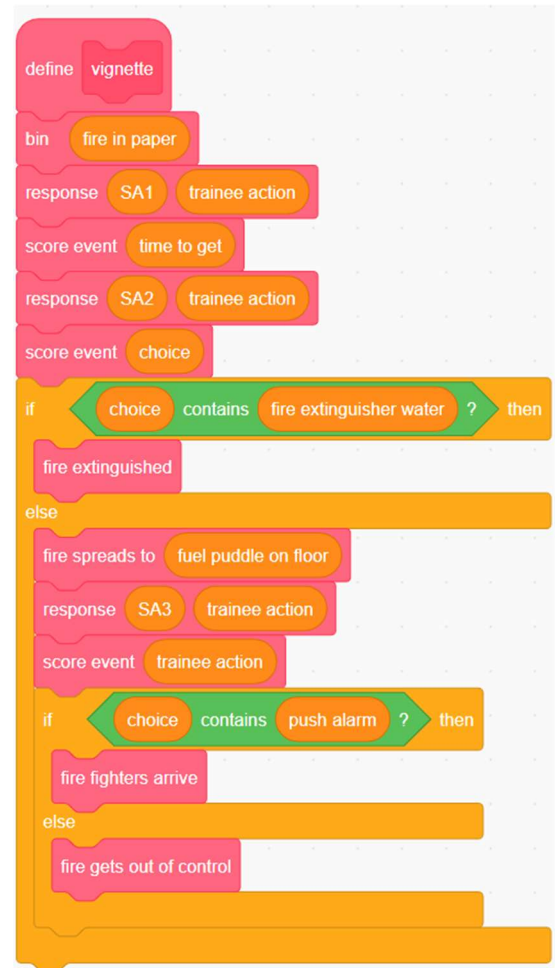 define vignette
bin fire in paper
response SA1 trainee action
score event time to get
response SA2 trainee action
score event choice
if choice contains fire extinguisher water ? then
fire extinguished
else
fire spreads to fuel puddle on floor
response SA3 trainee action
score event trainee action
if choice contains push alarm ? then
fire fighters arrive
else
fire gets out of control